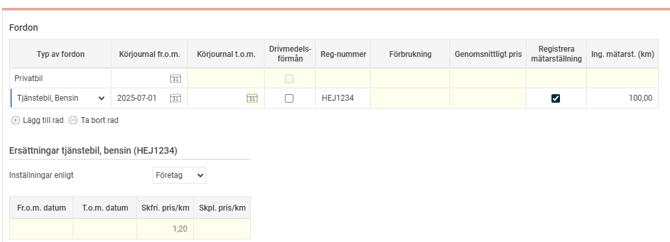 Fordon
Typ av fordon Körjournal fr.o.m. Körjournal t.o.m. Drivmedels-förmån Reg-nummer Förbrukning Genomsnittligt pris Registrera mätarställning Ing. mätarst. (km)
Privatbil
Tjänstebil, Bensin 2025-07-01 HEJ1234 100,00
Lägg till rad Ta bort rad
Ersättningar tjänstebil, bensin (HEJ1234)
Inställningar enligt Företag
Fr.o.m. datum T.o.m. datum Skfri. pris/km Skpl. pris/km
1,20